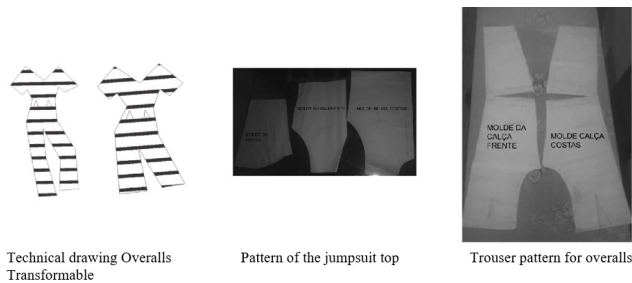 MOLDE DA
CALÇA
FRENTE
MOLDE CALÇA
COSTAS
Technical drawing Overalls
Transformable
Pattern of the jumpsuit top
Trouser pattern for overalls